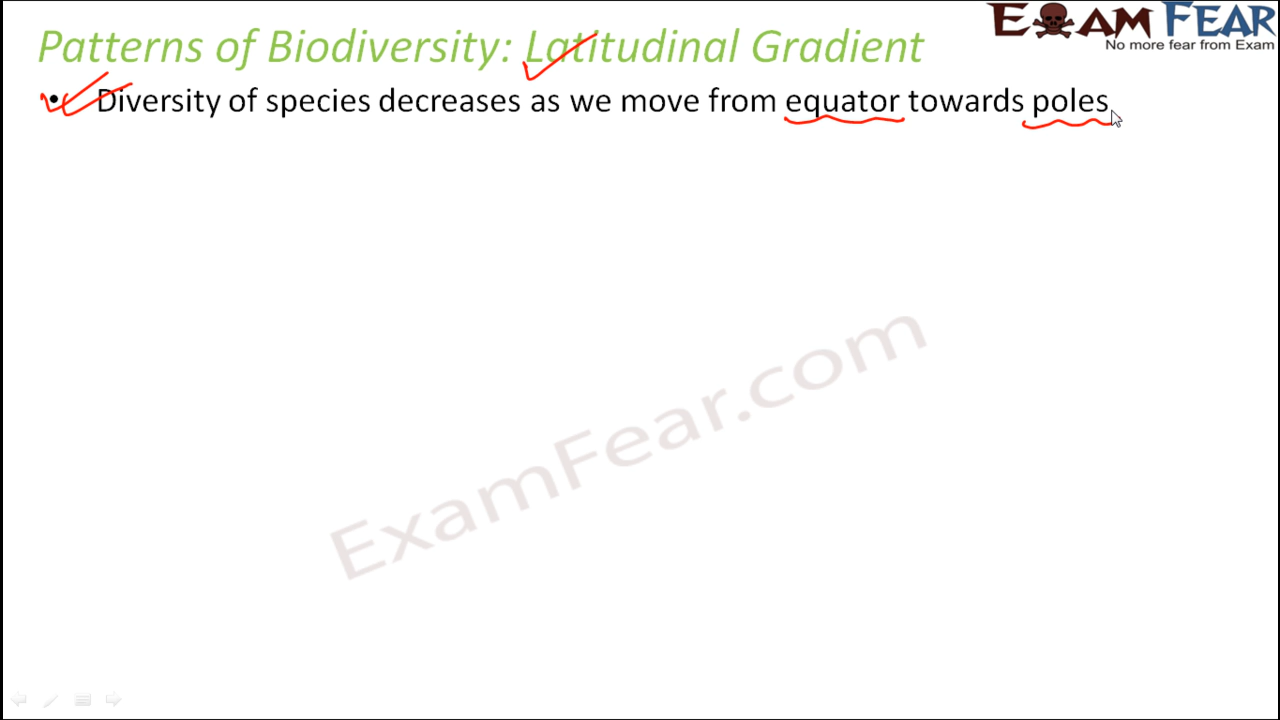 Patterns of Biodiversity: Latitudinal Gradient
EXAM FEAR
No more fear from Exam
• Diversity of species decreases as we move from equator towards poles
ExamFear.com